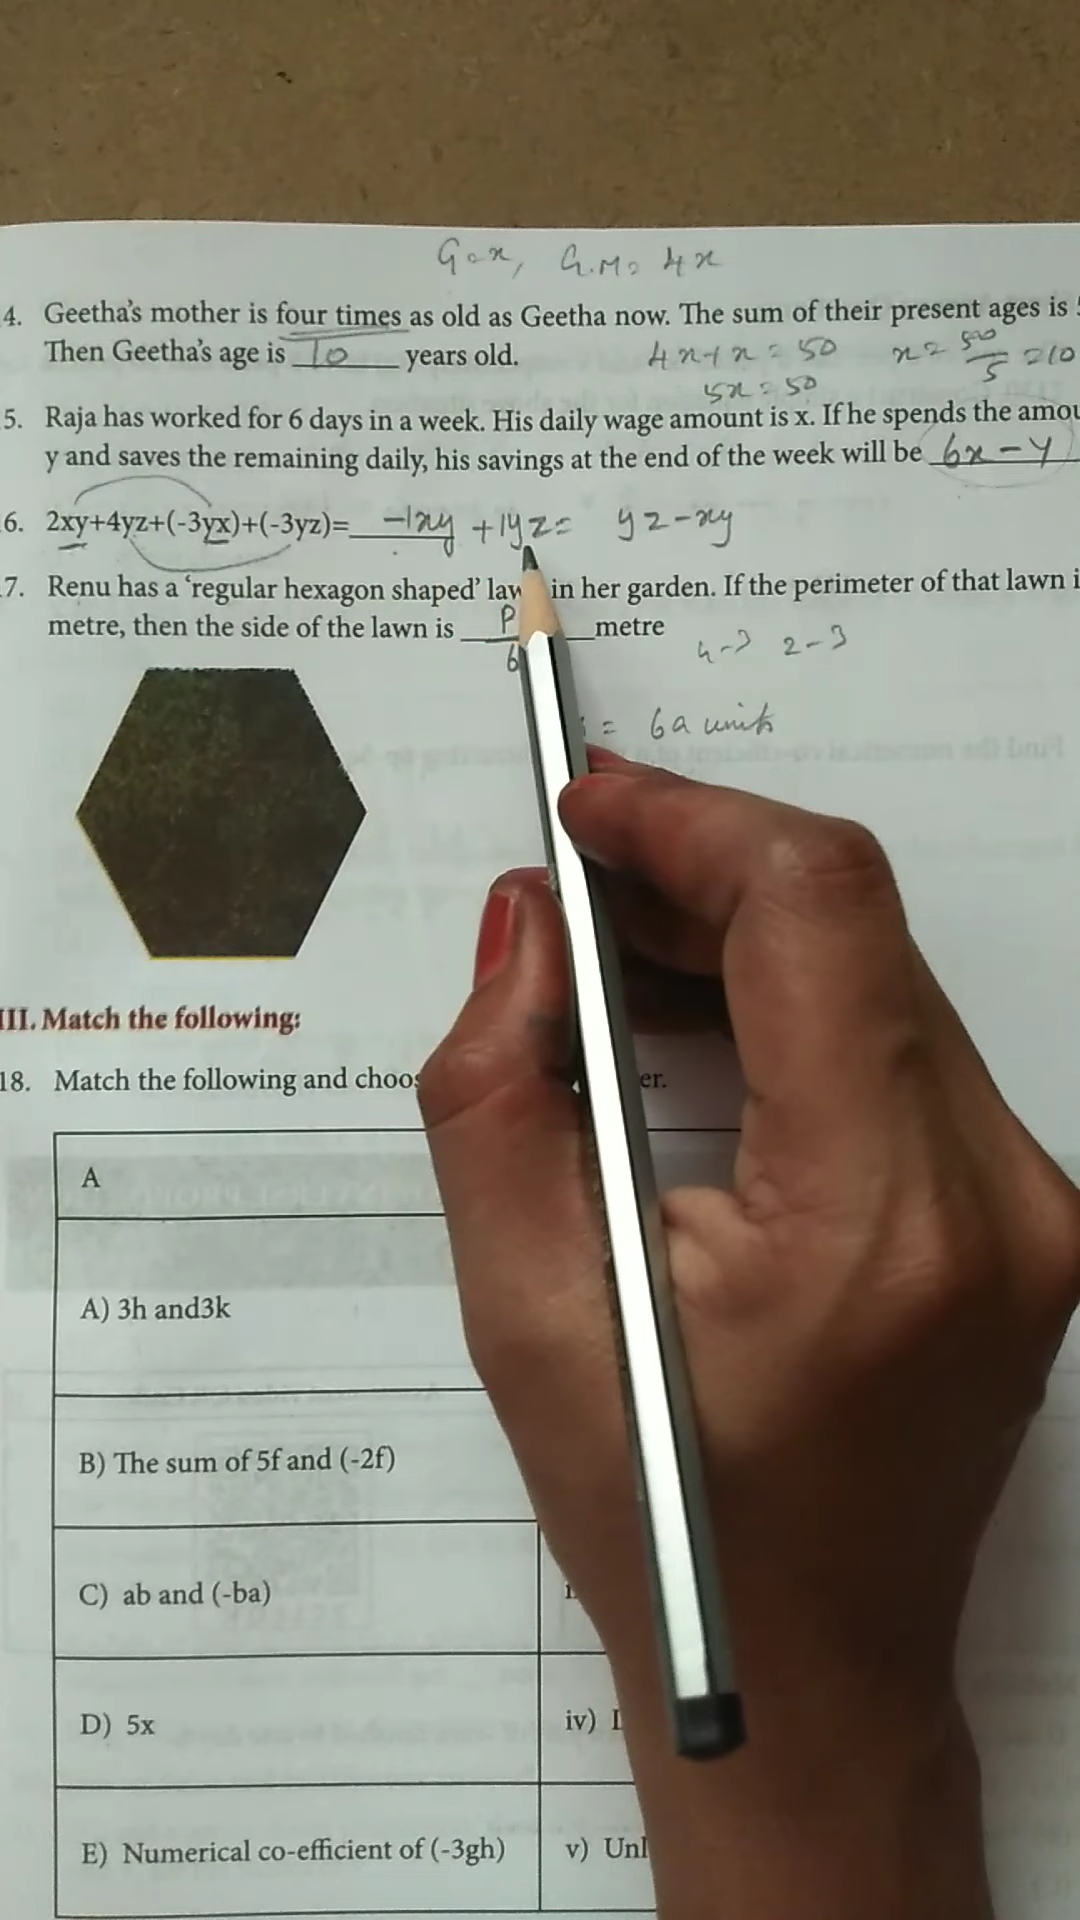 G=x, G.M= 4x
4. Geetha's mother is four times as old as Geetha now. The sum of their present ages is
Then Geetha's age is 10 years old. 4x+x=50 x=50/5=10
5x=50
5. Raja has worked for 6 days in a week. His daily wage amount is x. If he spends the amou
y and saves the remaining daily, his savings at the end of the week will be 6x-y
6. 2xy+4yz+(-3yx)+(-3yz)= -1xy +1yz= yz-xy
7. Renu has a 'regular hexagon shaped' law in her garden. If the perimeter of that lawn i
metre, then the side of the lawn is P/6 metre
4-3 2-3
= 6a units
III. Match the following:
18. Match the following and choos er.
A
A) 3h and3k
B) The sum of 5f and (-2f)
C) ab and (-ba)
D) 5x
iv)
E) Numerical co-efficient of (-3gh)
v) Unl